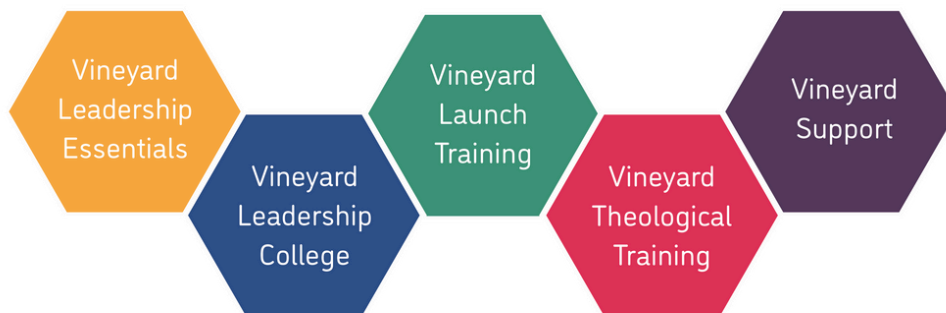 Vineyard
Leadership
Essentials
Vineyard
Leadership
College
Vineyard
Launch
Training
Vineyard
Theological
Training
Vineyard
Support